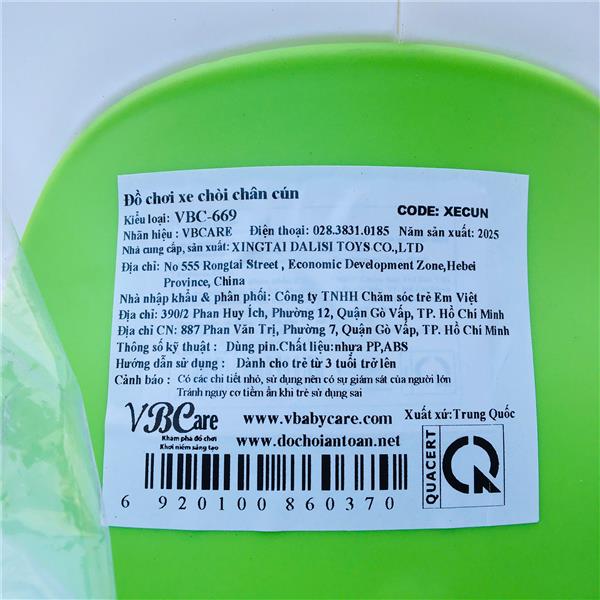 Đồ chơi xe chòi chân cún
Kiểu loại: VBC-669 CODE: XECUN
Nhãn hiệu : VBCARE Điện thoại: 028.3831.0185 Năm sản xuất: 2025
Nhà cung cấp, sản xuất: XINGTAI DALISI TOYS CO.,LTD
Địa chỉ: No 555 Rongtai Street , Economic Development Zone,Hebei
Province, China
Nhà nhập khẩu & phân phối: Công ty TNHH Chăm sóc trẻ Em Việt
Địa chỉ: 390/2 Phan Huy Ích, Phường 12, Quận Gò Vấp, TP. Hồ Chí Minh
Địa chỉ CN: 887 Phan Văn Trị, Phường 7, Quận Gò Vấp, TP. Hồ Chí Minh
Thông số kỹ thuật : Dùng pin.Chất liệu:nhựa PP,ABS
Hướng dẫn sử dụng : Dành cho trẻ từ 3 tuổi trở lên
Cảnh báo : Có các chi tiết nhỏ, sử dụng nên có sự giám sát của người lớn
Tránh nguy cơ tiềm ẩn khi trẻ sử dụng sai
VBCare www.vbabycare.com Xuất xứ:Trung Quốc
Khám phá đồ chơi
Khơi niềm sáng tạo
www.dochoiantoan.net
QUACERT
6 920100 860370